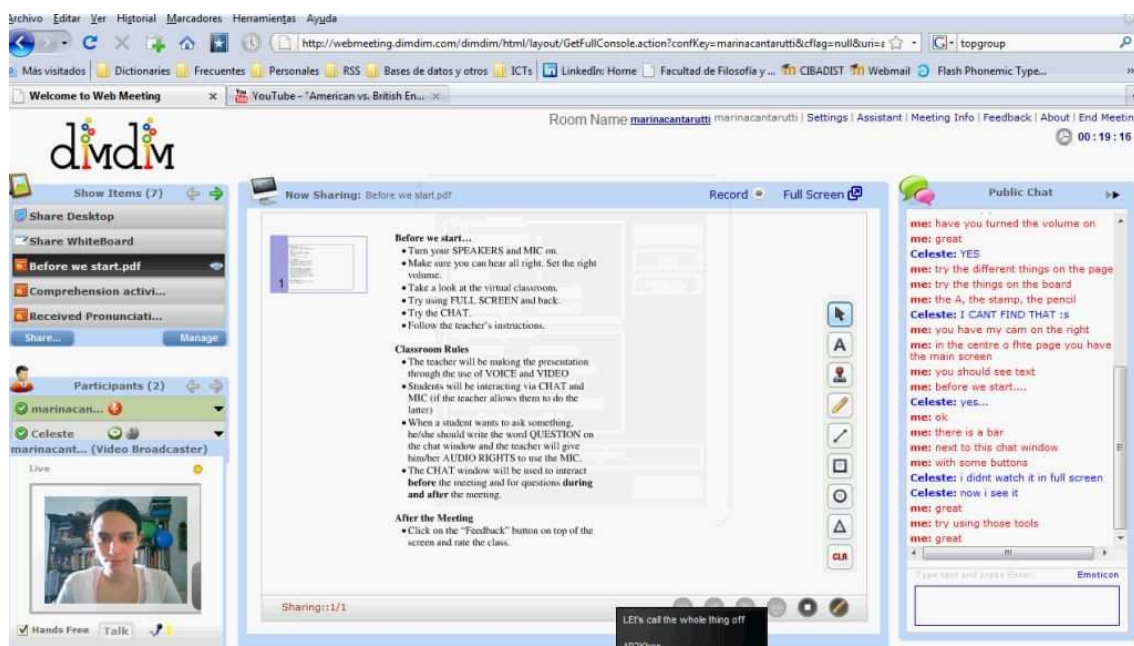 Archivo Editar Ver Historial Marcadores Herramientas Ayuda
http://webmeeting.dimdim.com/dimdim/html/layout/GetFullConsole.action?confKey=marinacantarutti&cflag=null&uri=
topgroup
Más visitados Dictionaries Frecuentes Personales RSS Bases de datos y otros ICTs LinkedIn: Home Facultad de Filosofía y ... CIBADIST Webmail Flash Phonemic Type...
Welcome to Web Meeting
YouTube - "American vs. British En...
dimdim
Room Name marinacantarutti marinacantarutti | Settings | Assistant | Meeting Info | Feedback | About | End Meetin
00:19:16
Show Items (7)
Share Desktop
Share WhiteBoard
Before we start.pdf
Comprehension activi...
Received Pronunciati...
Share... Manage
Participants (2)
marinacan...
Celeste
marinacant... (Video Broadcaster)
Live
Hands Free Talk
Now Sharing: Before we start.pdf
Record Full Screen
1
Before we start...
• Turn your SPEAKERS and MIC on.
• Make sure you can hear all right. Set the right
volume.
• Take a look at the virtual classroom.
• Try using FULL SCREEN and back.
• Try the CHAT.
• Follow the teacher's instructions.
Classroom Rules
• The teacher will be making the presentation
through the use of VOICE and VIDEO
• Students will be interacting via CHAT and
MIC (if the teacher allows them to do the
latter)
• When a student wants to ask something,
he/she should write the word QUESTION on
the chat window and the teacher will give
him/her AUDIO RIGHTS to use the MIC.
• The CHAT window will be used to interact
before the meeting and for questions during
and after the meeting.
After the Meeting
• Click on the "Feedback" button on top of the
screen and rate the class.
A
CLR
Sharing::1/1
LEt's call the whole thing off
Public Chat
me: have you turned the volume on
me: great
Celeste: YES
me: try the different things on the page
me: try the things on the board
me: the A, the stamp, the pencil
Celeste: I CANT FIND THAT :s
me: you have my cam on the right
me: in the centre o fhte page you have
the main screen
me: you should see text
me: before we start....
Celeste: yes...
me: ok
me: there is a bar
me: next to this chat window
me: with some buttons
Celeste: i didnt watch it in full screen
Celeste: now i see it
me: great
me: try using those tools
me: great
Type text and press Enter. Emoticon